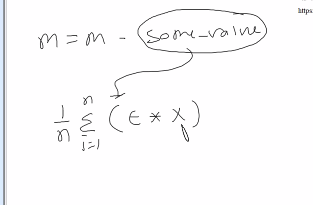 https
m = m - some_value
1/n n Σ i=1 ( ε * X )